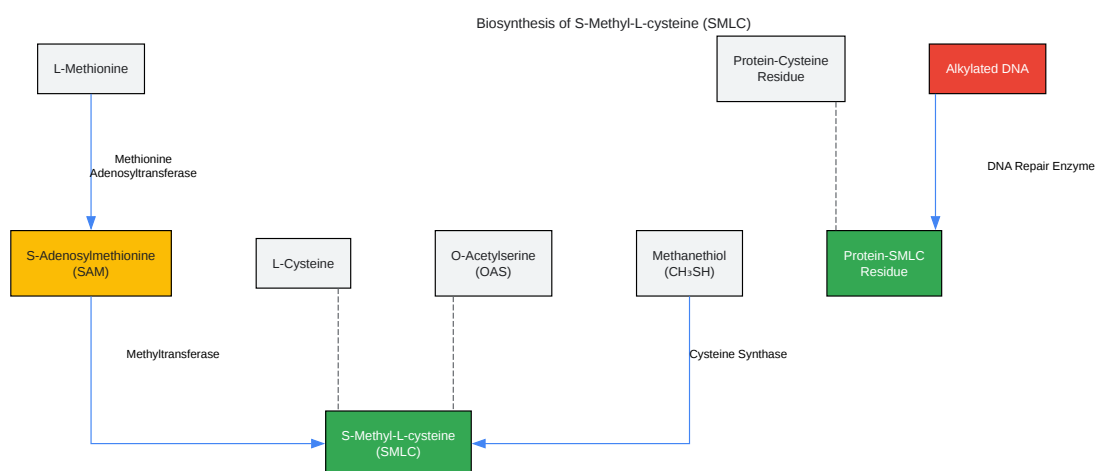 Biosynthesis of S-Methyl-L-cysteine (SMLC)
L-Methionine
Protein-Cysteine
Residue
Alkylated DNA
Methionine
Adenosyltransferase
DNA Repair Enzyme
S-Adenosylmethionine
(SAM)
L-Cysteine
O-Acetylserine
(OAS)
Methanethiol
(CH₃SH)
Protein-SMLC
Residue
Methyltransferase
Cysteine Synthase
S-Methyl-L-cysteine
(SMLC)